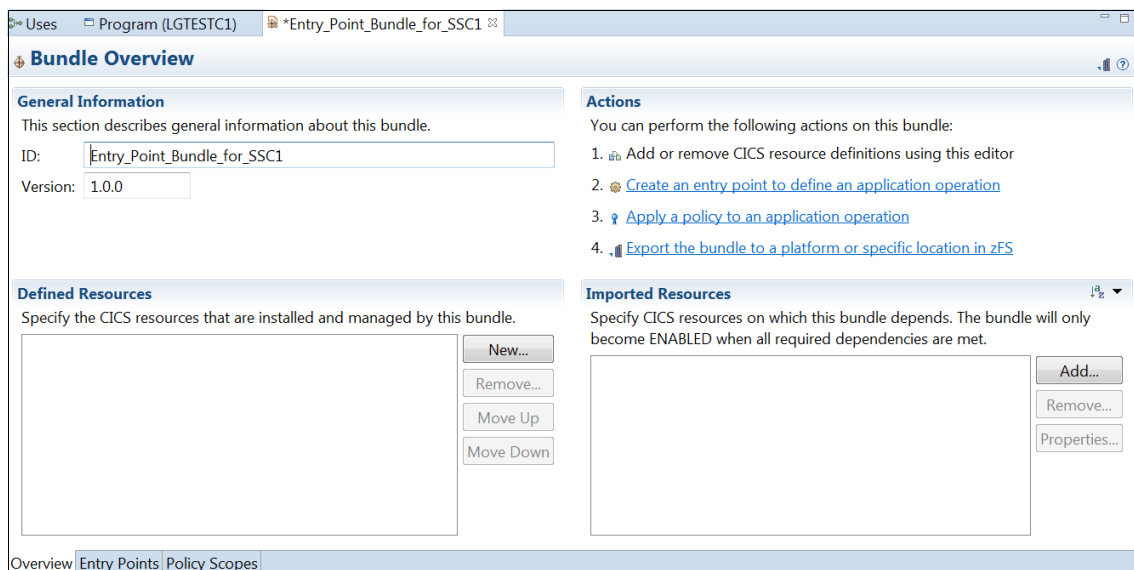 Uses
Program (LGTESTC1)
*Entry_Point_Bundle_for_SSC1
Bundle Overview
General Information
This section describes general information about this bundle.
ID: Entry_Point_Bundle_for_SSC1
Version: 1.0.0
Actions
You can perform the following actions on this bundle:
1. Add or remove CICS resource definitions using this editor
2. Create an entry point to define an application operation
3. Apply a policy to an application operation
4. Export the bundle to a platform or specific location in zFS
Defined Resources
Specify the CICS resources that are installed and managed by this bundle.
New...
Remove...
Move Up
Move Down
Imported Resources
Specify CICS resources on which this bundle depends. The bundle will only
become ENABLED when all required dependencies are met.
Add...
Remove...
Properties...
Overview Entry Points Policy Scopes